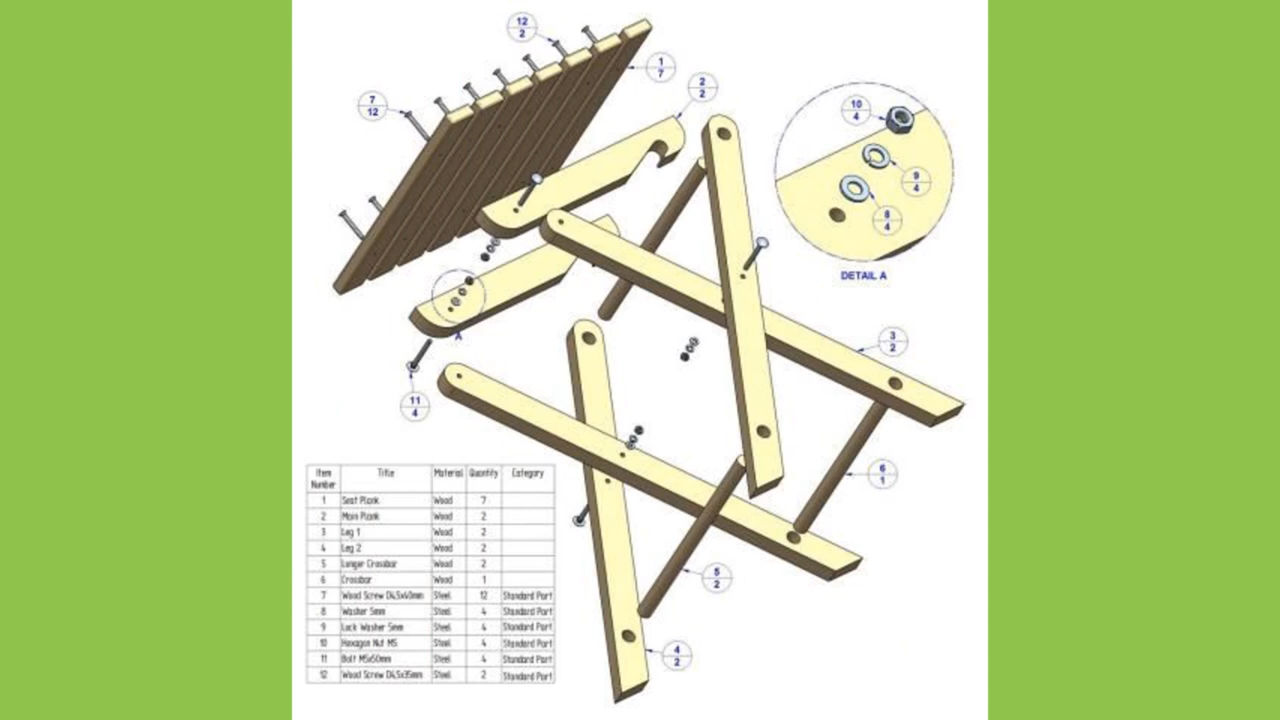 12
2
1
7
2
2
7
12
10
4
9
4
8
4
DETAIL A
A
3
2
11
4
6
1
5
2
4
2
Item Number Title Material Quantity Category
1 Seat Plank Wood 7
2 Main Plank Wood 2
3 Leg 1 Wood 2
4 Leg 2 Wood 2
5 Longer Crossbar Wood 2
6 Crossbar Wood 1
7 Wood Screw D4,5x40mm Steel 12 Standard Part
8 Washer 5mm Steel 4 Standard Part
9 Lock Washer 5mm Steel 4 Standard Part
10 Hexagon Nut M5 Steel 4 Standard Part
11 Bolt M5x50mm Steel 4 Standard Part
12 Wood Screw D4,5x35mm Steel 2 Standard Part